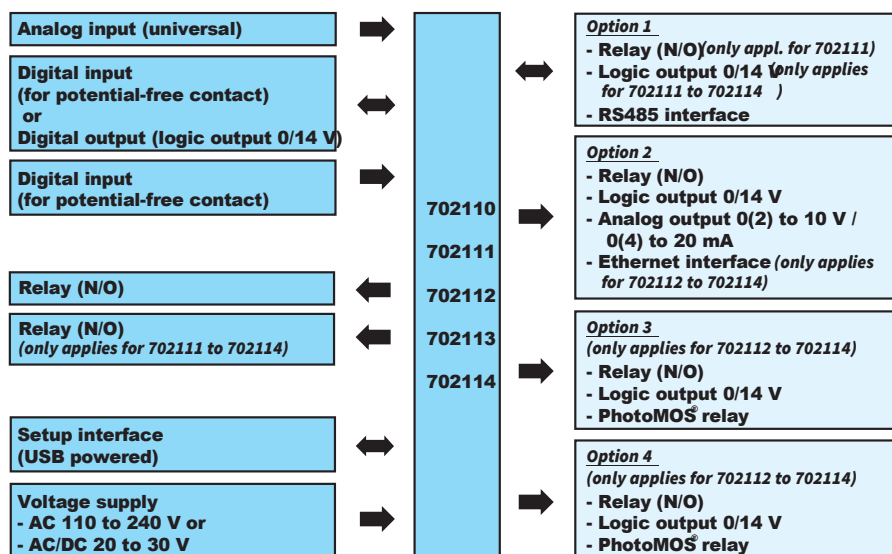 Analog input (universal)
Digital input
(for potential-free contact)
or
Digital output (logic output 0/14 V)
Digital input
(for potential-free contact)
Relay (N/O)
Relay (N/O)
(only applies for 702111 to 702114)
Setup interface
(USB powered)
Voltage supply
- AC 110 to 240 V or
- AC/DC 20 to 30 V
702110
702111
702112
702113
702114
Option 1
- Relay (N/O) (only appl. for 702111)
- Logic output 0/14 V (only applies
for 702111 to 702114 )
- RS485 interface
Option 2
- Relay (N/O)
- Logic output 0/14 V
- Analog output 0(2) to 10 V /
0(4) to 20 mA
- Ethernet interface (only applies
for 702112 to 702114)
Option 3
(only applies for 702112 to 702114)
- Relay (N/O)
- Logic output 0/14 V
- PhotoMOS® relay
Option 4
(only applies for 702112 to 702114)
- Relay (N/O)
- Logic output 0/14 V
- PhotoMOS® relay